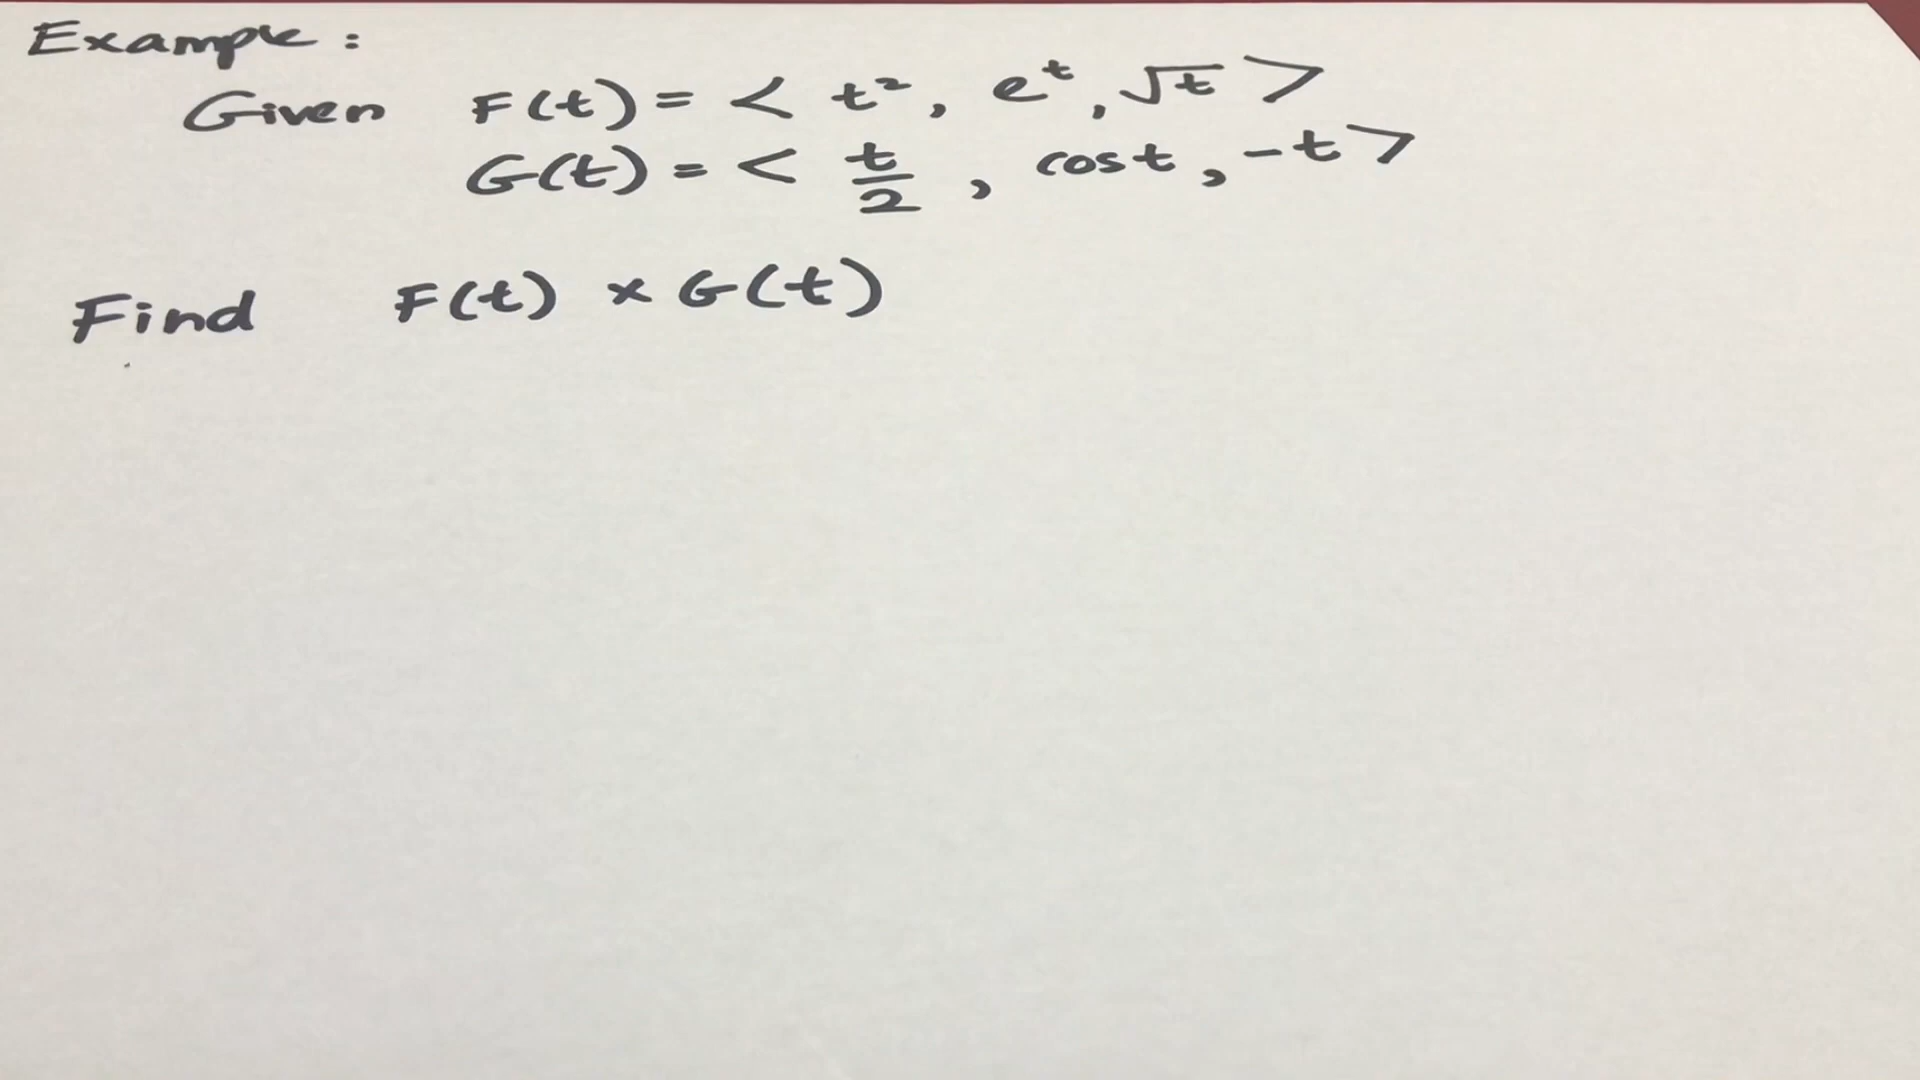 Example :
Given F(t) = < t², e^t, √t >
G(t) = < t/2, cos t, -t >
Find F(t) × G(t)